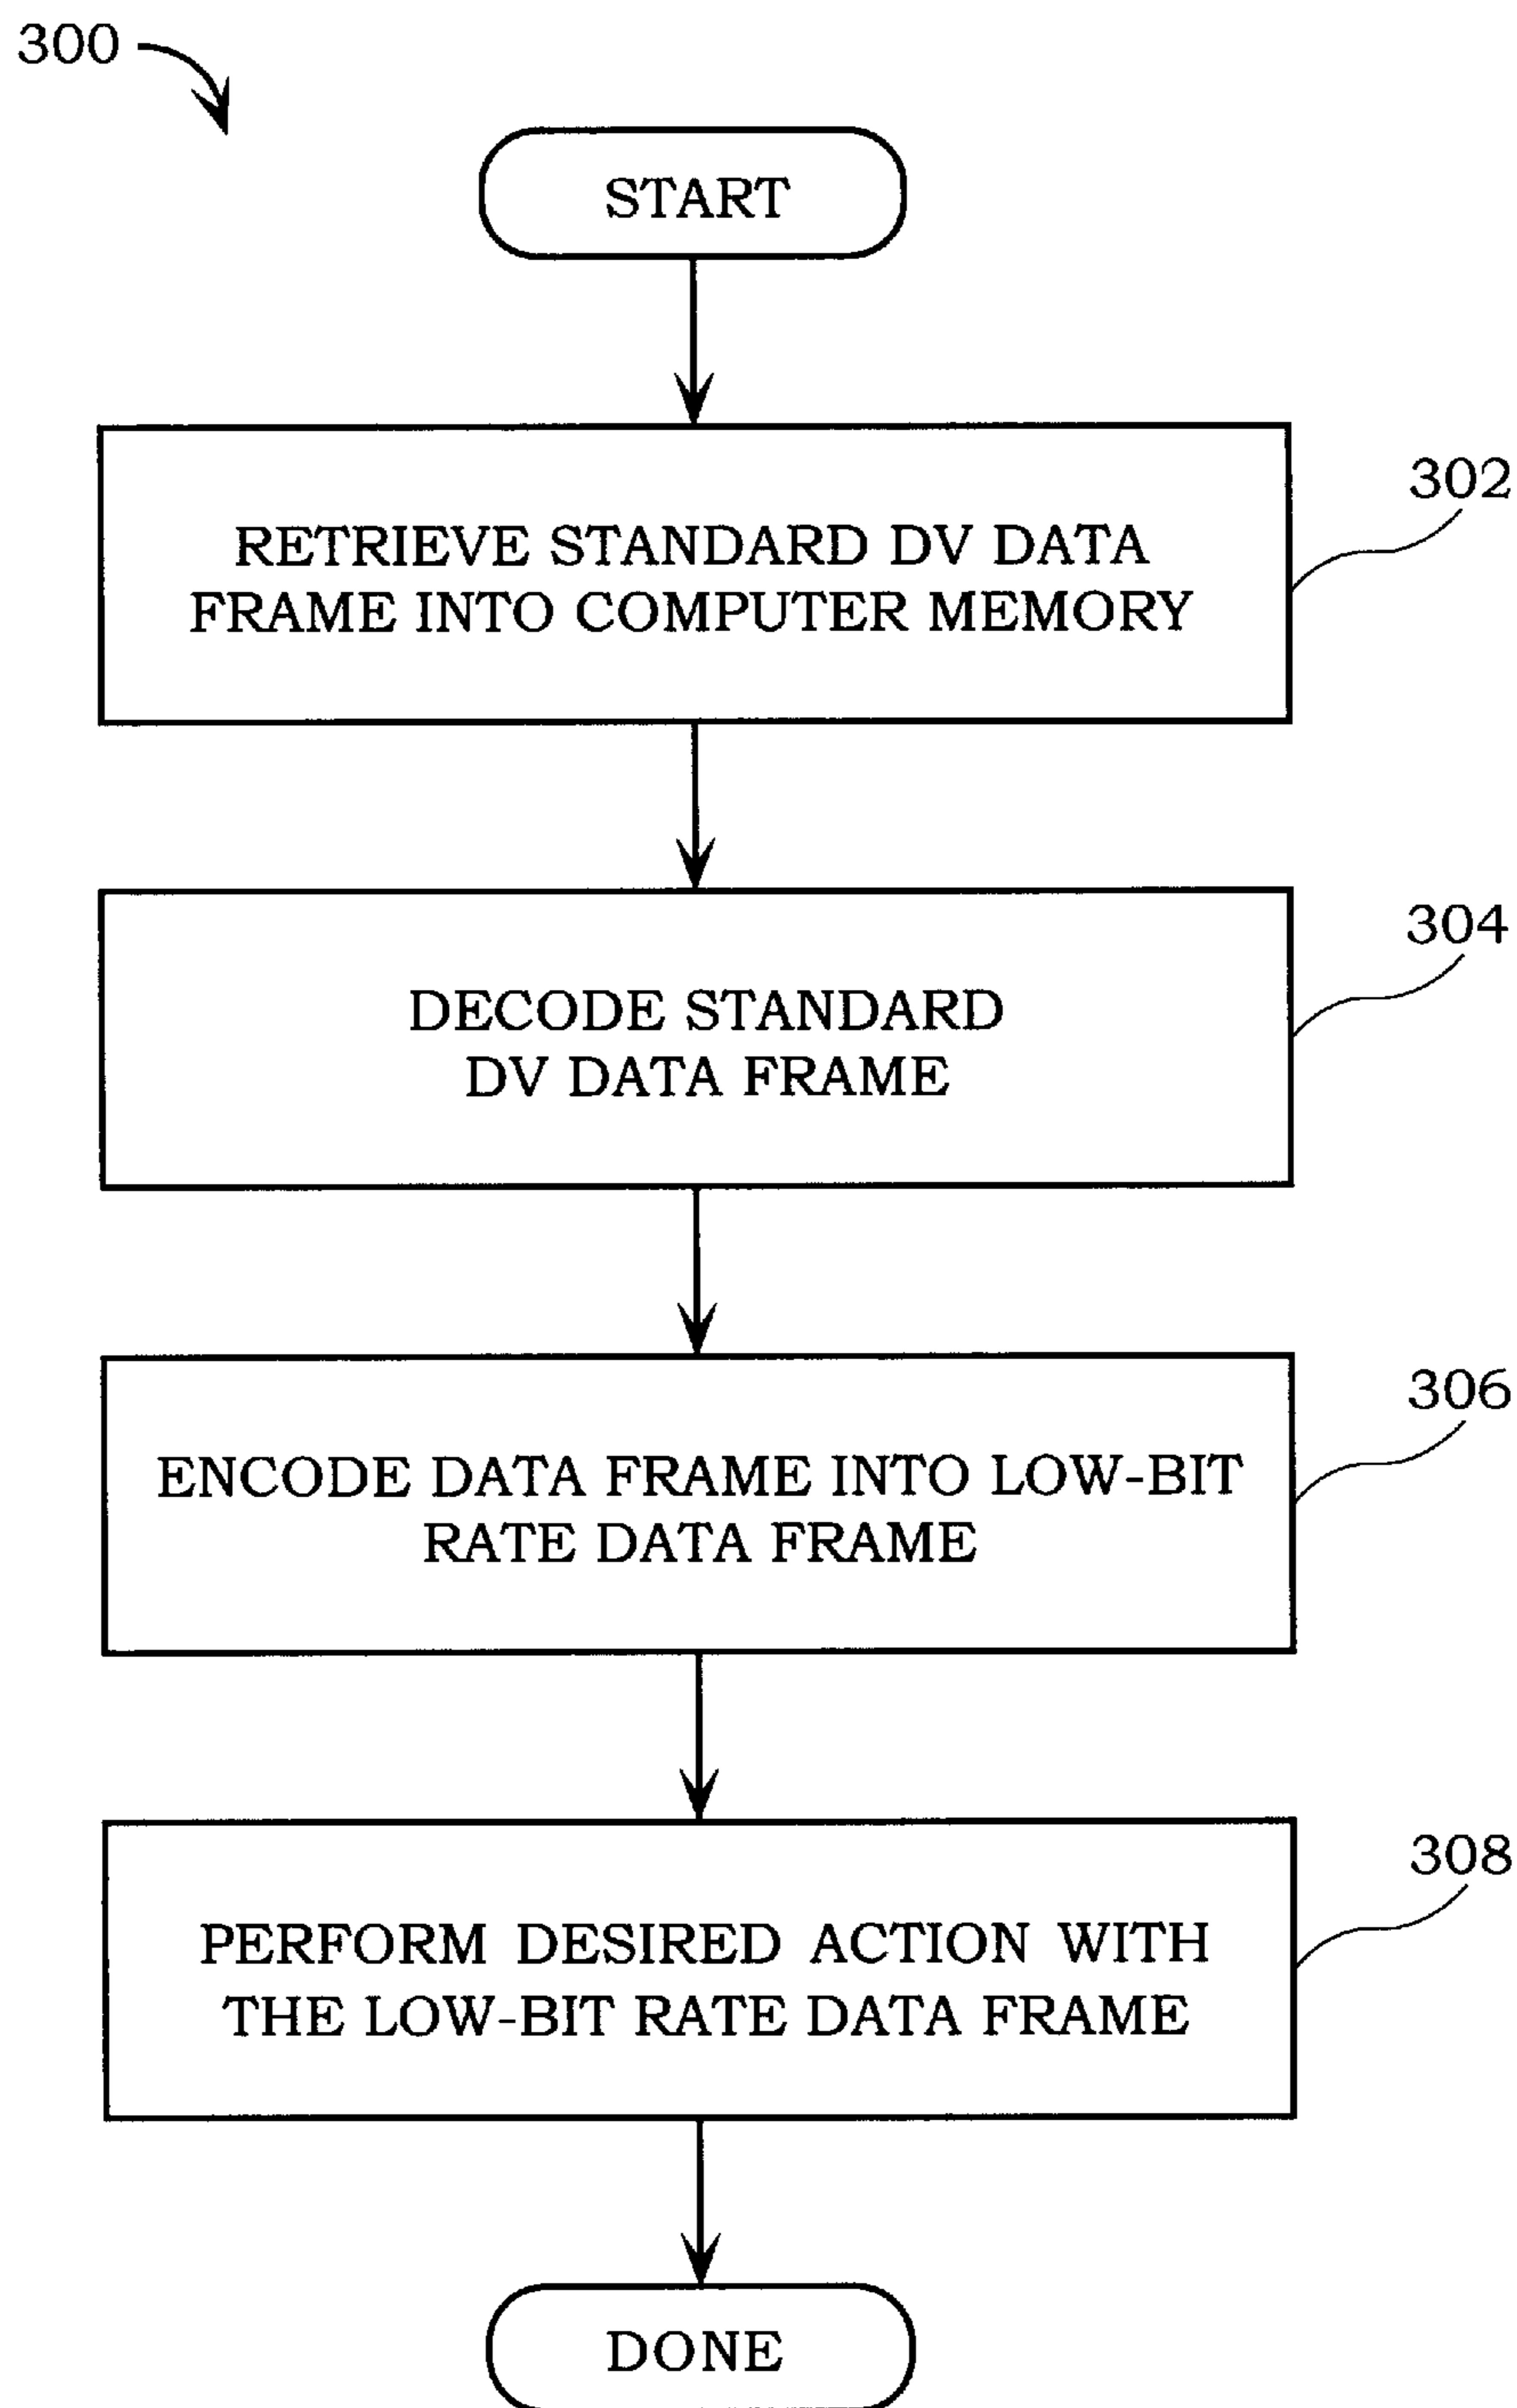 300
START
RETRIEVE STANDARD DV DATA
FRAME INTO COMPUTER MEMORY
302
DECODE STANDARD
DV DATA FRAME
304
ENCODE DATA FRAME INTO LOW-BIT
RATE DATA FRAME
306
PERFORM DESIRED ACTION WITH
THE LOW-BIT RATE DATA FRAME
308
DONE